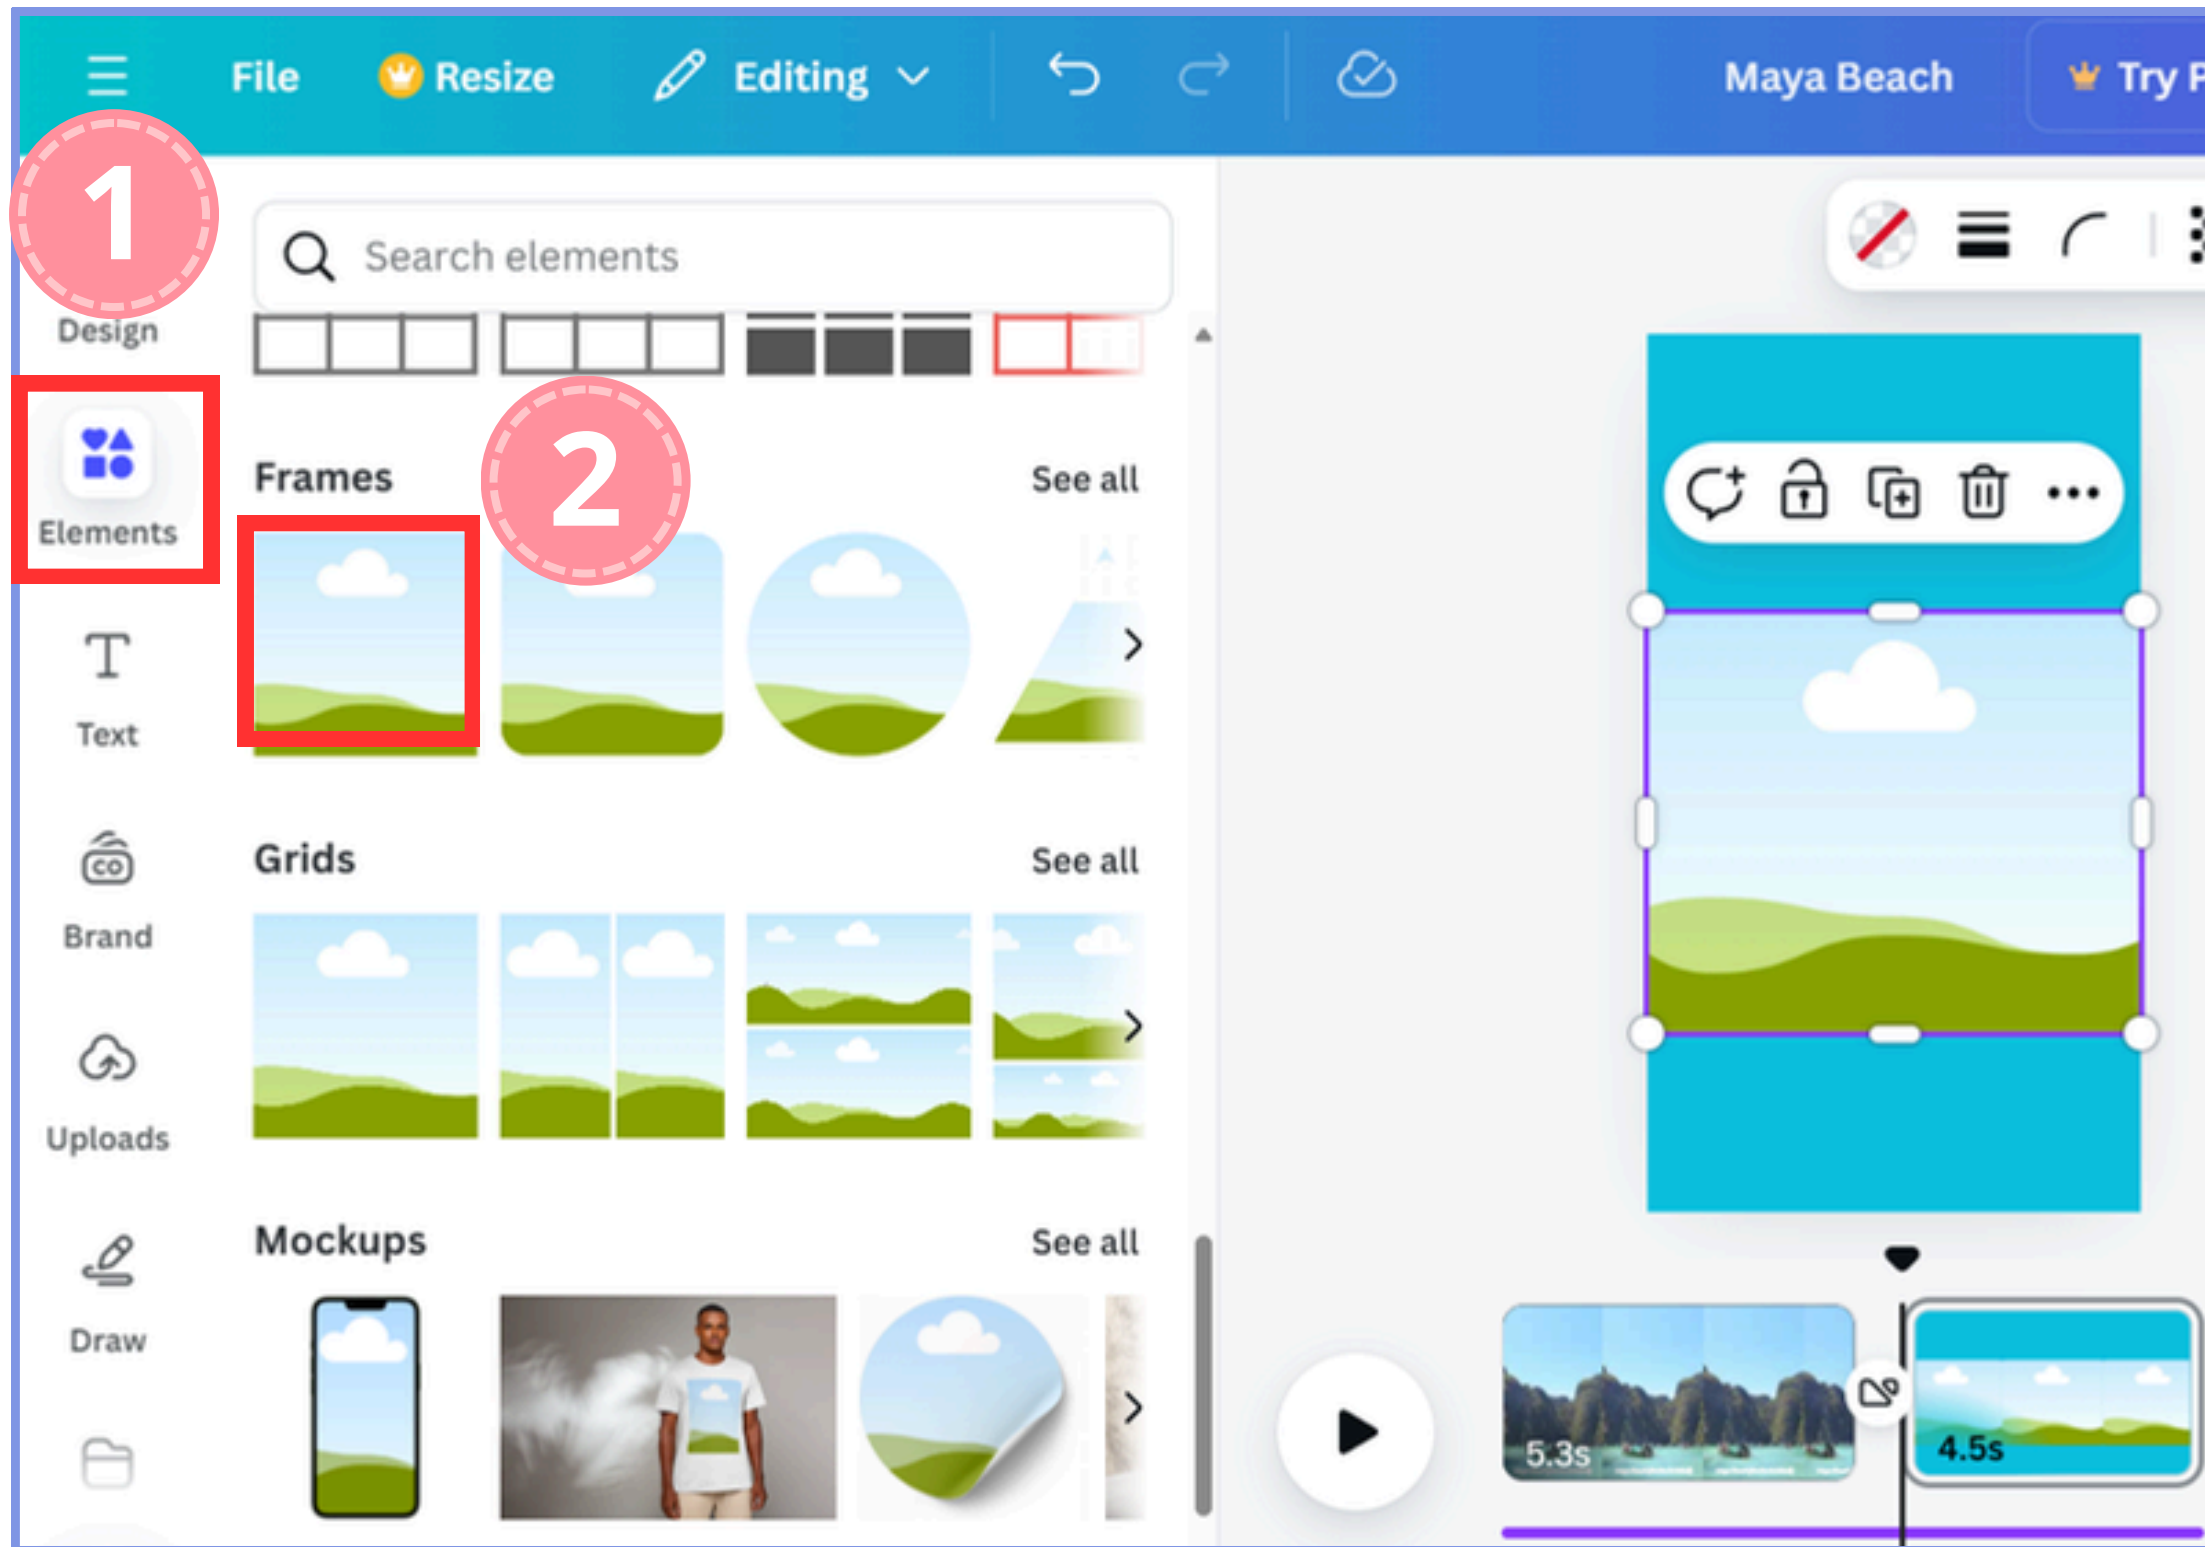 File
Resize
Editing
Maya Beach
Try P
1
Search elements
Design
2
Frames
See all
Elements
Text
Grids
See all
CO
Brand
Uploads
Mockups
See all
Draw
5.3s
4.5s